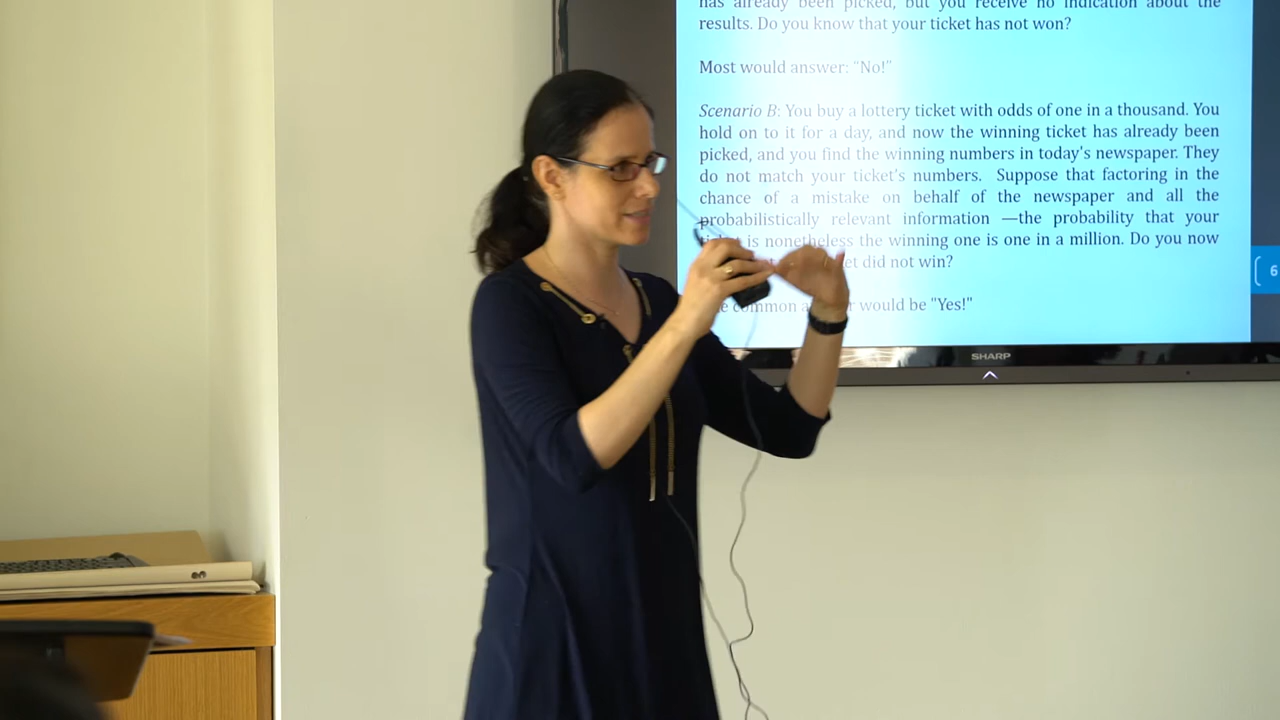 has already been picked, but you receive no indication about the
results. Do you know that your ticket has not won?
Most would answer: “No!”
Scenario B: You buy a lottery ticket with odds of one in a thousand. You
hold on to it for a day, and now the winning ticket has already been
picked, and you find the winning numbers in today's newspaper. They
do not match your ticket's numbers. Suppose that factoring in the
chance of a mistake on behalf of the newspaper and all the
probabilistically relevant information —the probability that your
is nonetheless the winning one is one in a million. Do you now
did not win?
common would be "Yes!"
6
SHARP